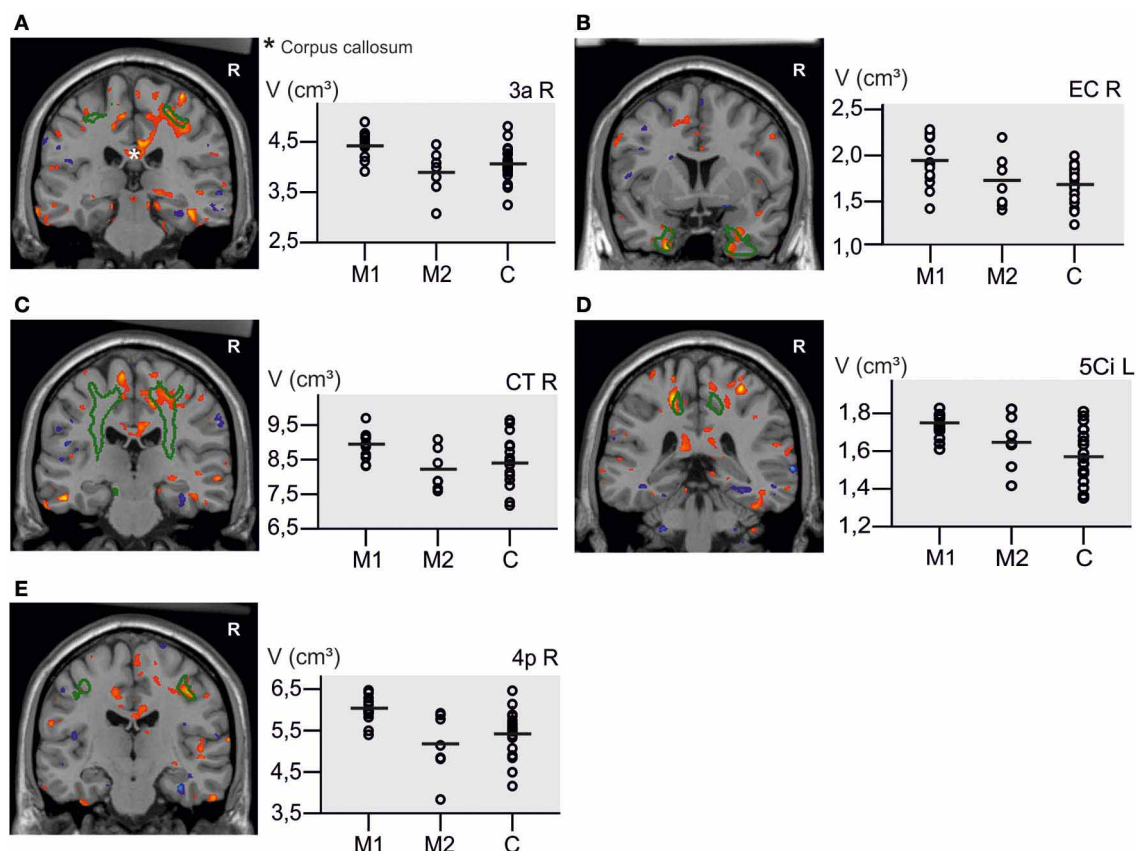 A
R
*
* Corpus callosum
V (cm³)
3a R
4,5
3,5
2,5
M1 M2 C
B
R
V (cm³)
EC R
2,5
2,0
1,5
1,0
M1 M2 C
C
R
V (cm³)
CT R
9,5
8,5
7,5
6,5
M1 M2 C
D
R
V (cm³)
5Ci L
1,8
1,6
1,4
1,2
M1 M2 C
E
R
V (cm³)
4p R
6,5
5,5
4,5
3,5
M1 M2 C